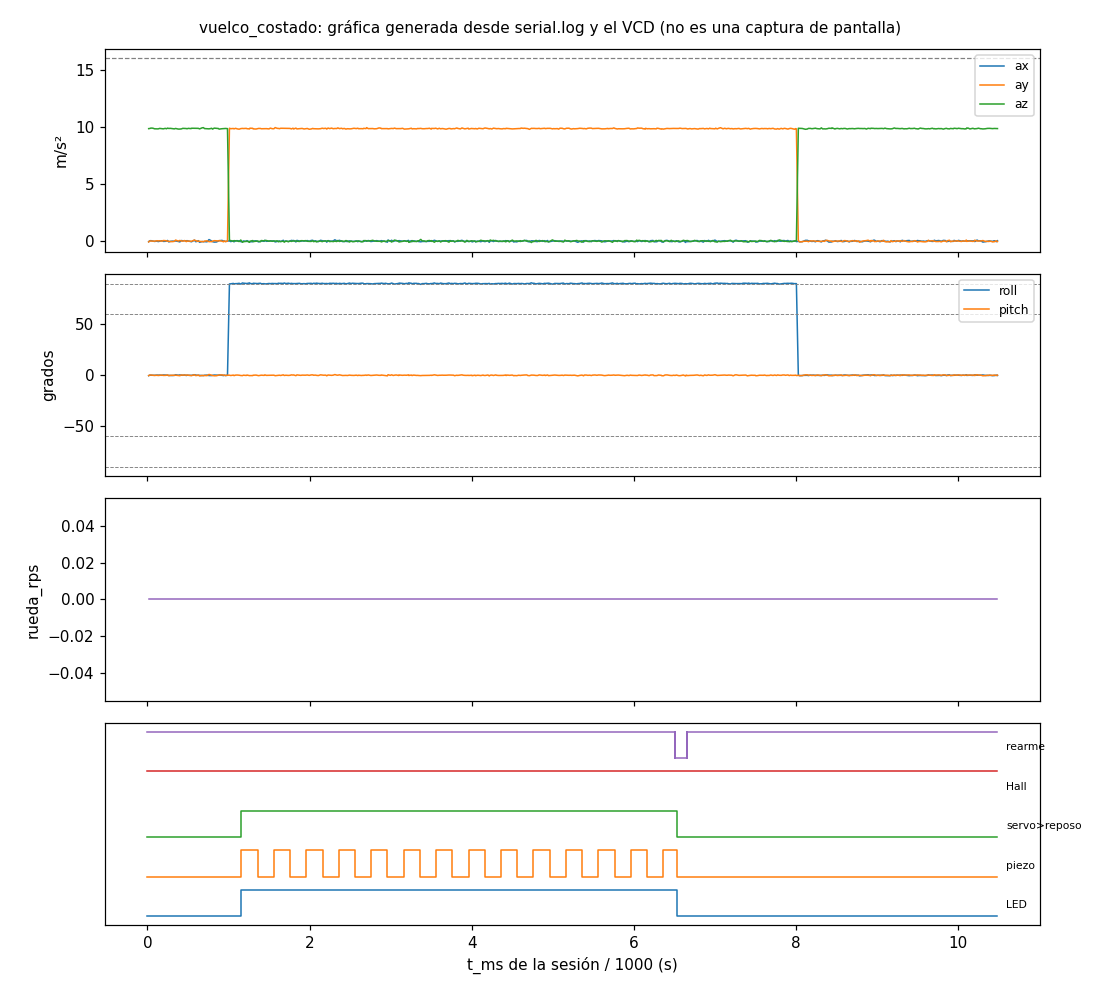 vuelco_costado: gráfica generada desde serial.log y el VCD (no es una captura de pantalla)
15
10
5
0
m/s²
ax
ay
az
50
0
−50
grados
roll
pitch
0.04
0.02
0.00
−0.02
−0.04
rueda_rps
rearme
Hall
servo>reposo
piezo
LED
0 2 4 6 8 10
t_ms de la sesión / 1000 (s)